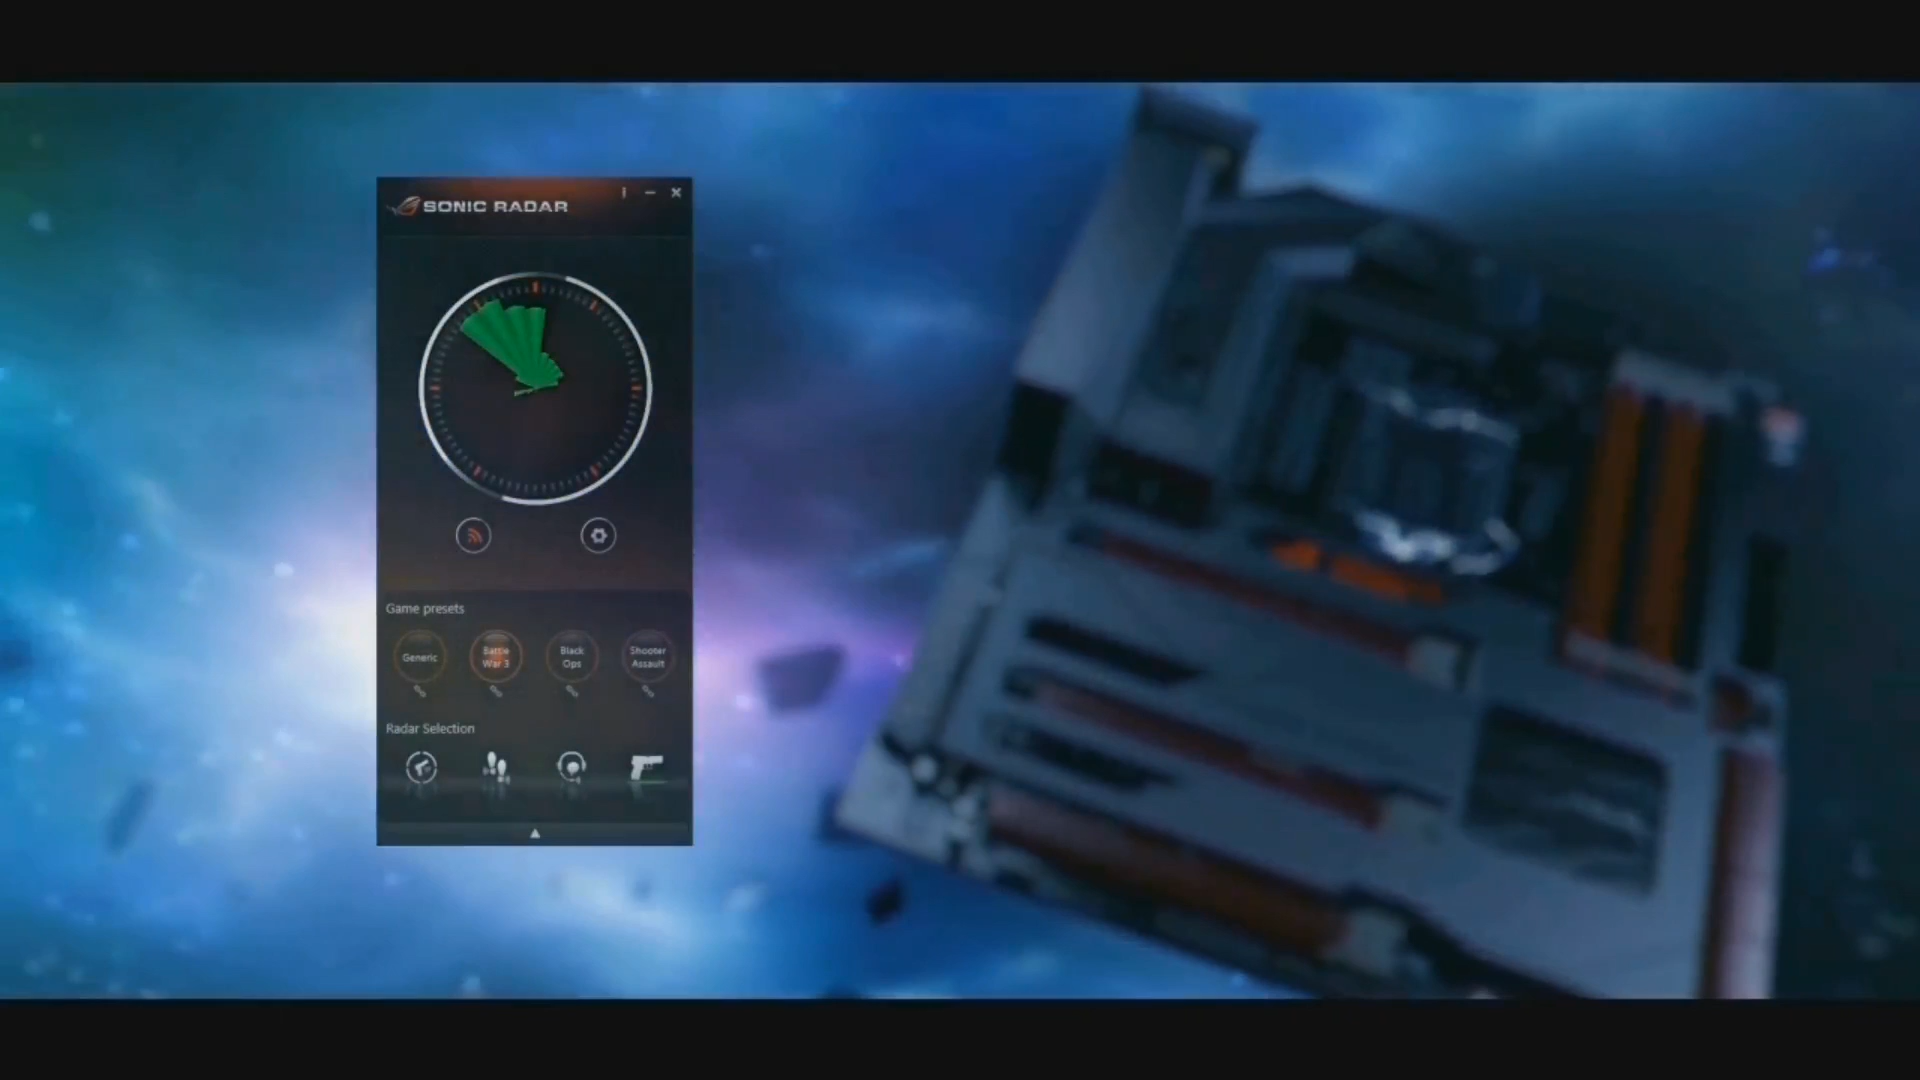 SONIC RADAR
Game presets
Generic
Battle
War 3
Black
Ops
Shooter
Assault
Radar Selection